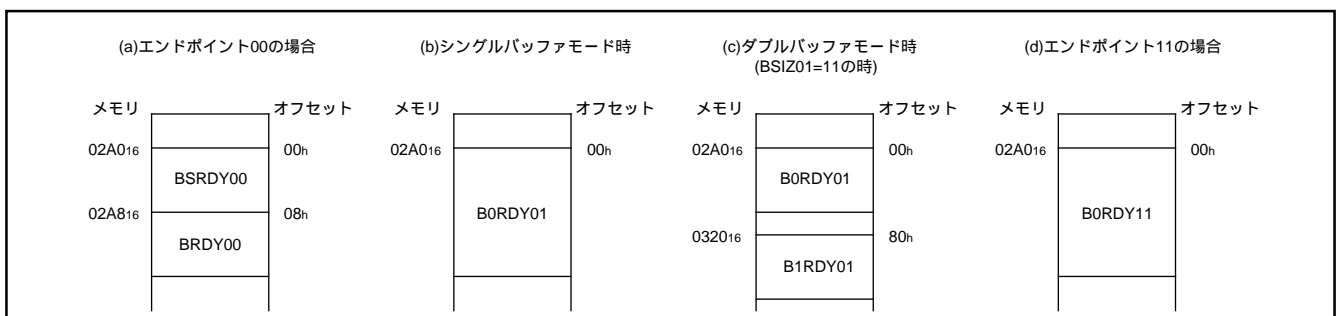 (a)エンドポイント00の場合
メモリ オフセット
02A016 00h
BSRDY00
02A816 08h
BRDY00
(b)シングルバッファモード時
メモリ オフセット
02A016 00h
B0RDY01
(c)ダブルバッファモード時
(BSIZ01=11の時)
メモリ オフセット
02A016 00h
B0RDY01
032016 80h
B1RDY01
(d)エンドポイント11の場合
メモリ オフセット
02A016 00h
B0RDY11